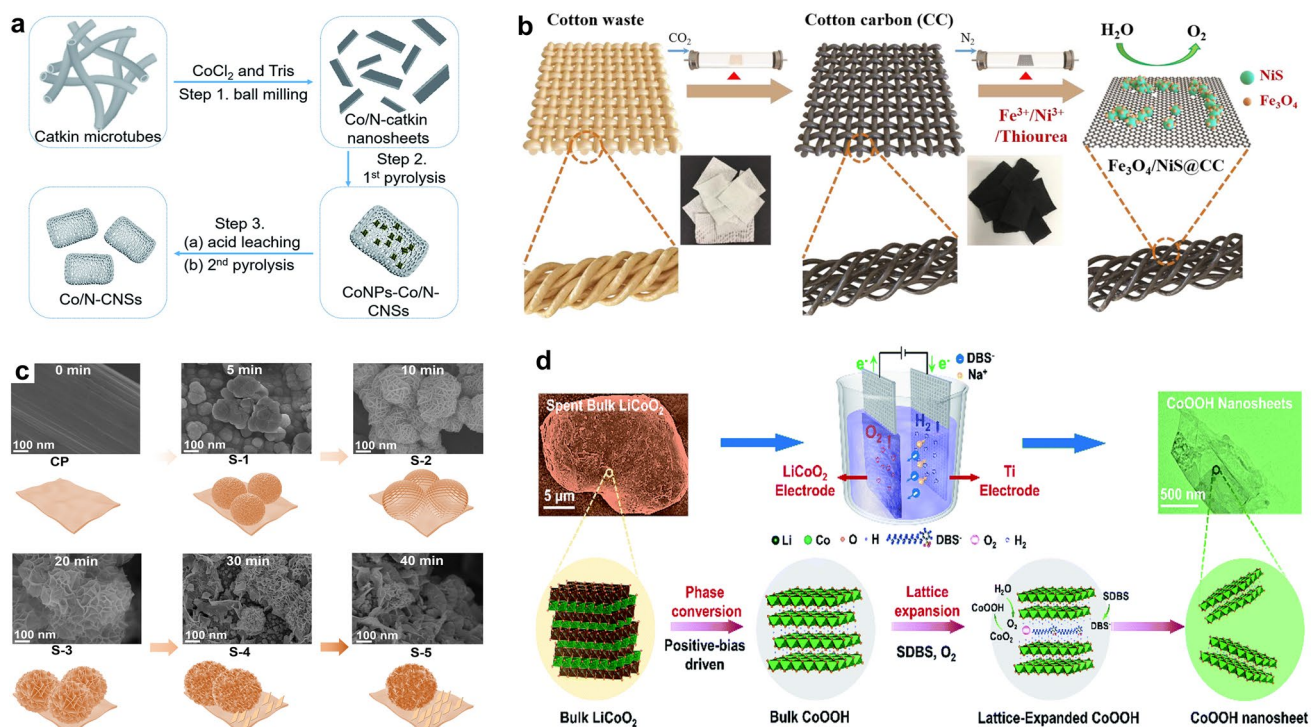 a
Catkin microtubes
CoCl₂ and Tris
Step 1. ball milling
Co/N-catkin
nanosheets
Step 2.
1st pyrolysis
CoNPs-Co/N-
CNSs
Step 3.
(a) acid leaching
(b) 2nd pyrolysis
Co/N-CNSs
b
Cotton waste
CO₂
Cotton carbon (CC)
N₂
Fe³⁺/Ni³⁺
/Thiourea
H₂O
O₂
NiS
Fe₃O₄
Fe₃O₄/NiS@CC
c
0 min
100 nm
CP
5 min
100 nm
S-1
10 min
100 nm
S-2
20 min
100 nm
S-3
30 min
100 nm
S-4
40 min
100 nm
S-5
d
Spent Bulk LiCoO₂
5 µm
e⁻
e⁻
DBS⁻
Na⁺
O₂
H₂
LiCoO₂
Electrode
Ti
Electrode
CoOOH Nanosheets
500 nm
Li
Co
O
H
DBS⁻
O₂
H₂
Bulk LiCoO₂
Phase
conversion
Positive-bias
driven
Bulk CoOOH
Lattice
expansion
SDBS, O₂
H₂O
CoOOH
O₂
CoO₂
SDBS
DBS⁻
Lattice-Expanded CoOOH
CoOOH nanosheet